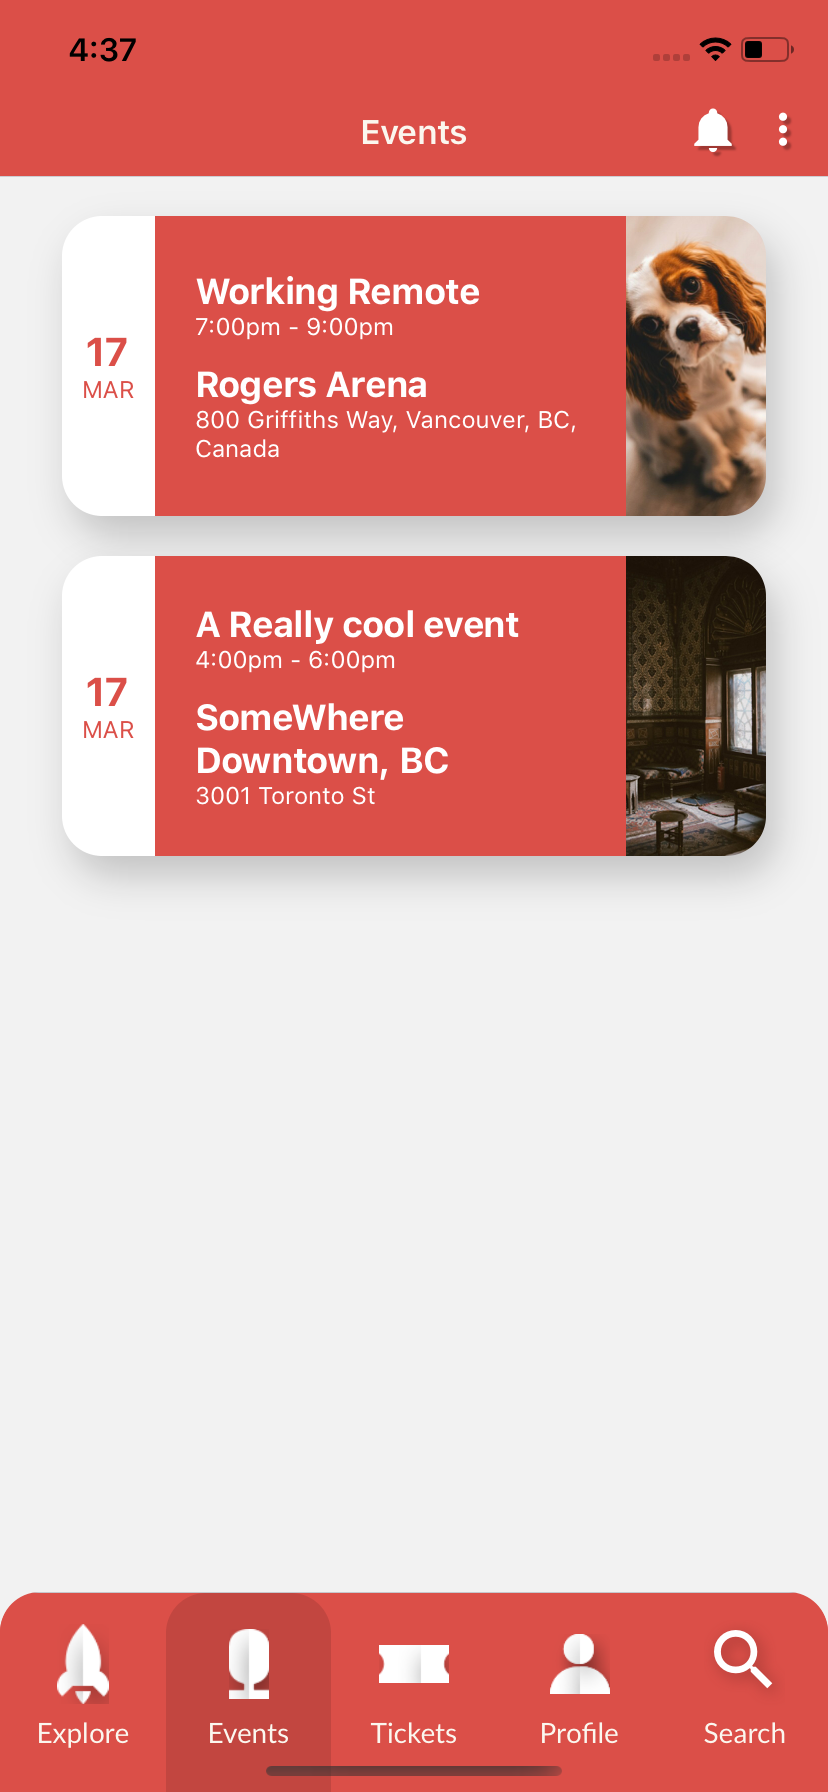 4:37
Events
17
MAR
Working Remote
7:00pm - 9:00pm
Rogers Arena
800 Griffiths Way, Vancouver, BC,
Canada
17
MAR
A Really cool event
4:00pm - 6:00pm
SomeWhere
Downtown, BC
3001 Toronto St
Explore
Events
Tickets
Profile
Search